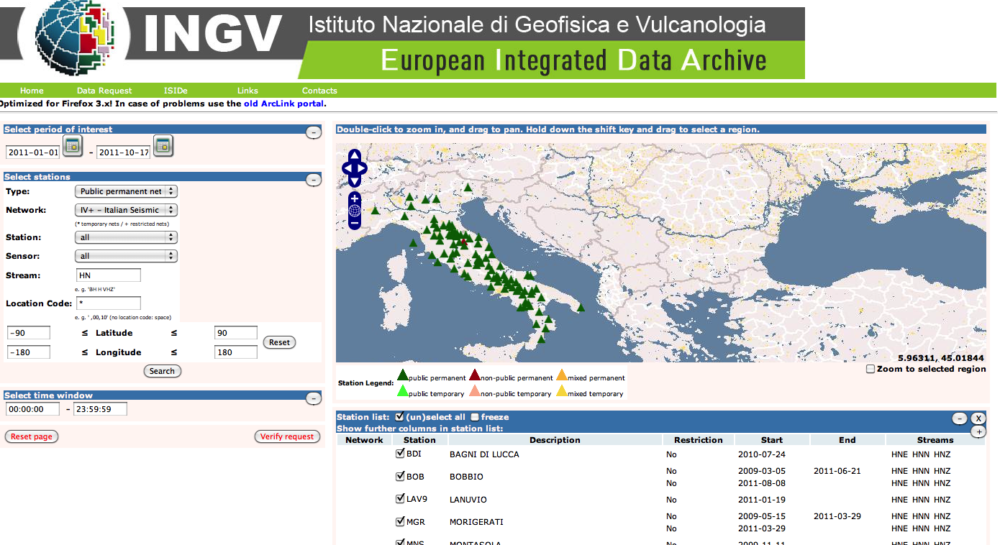 INGV
Istituto Nazionale di Geofisica e Vulcanologia
European Integrated Data Archive
Home Data Request ISIDe Links Contacts
Optimized for Firefox 3.x! In case of problems use the old ArcLink portal.
Select period of interest -
2011-01-01 - 2011-10-17
Select stations -
Type: Public permanent net
Network: IV+ - Italian Seismic
(* temporary nets / + restricted nets)
Station: all
Sensor: all
Stream: HN
e. g. 'BH H VHZ'
Location Code: *
e. g. ' ,00,10' (no location code: space)
-90 ≤ Latitude ≤ 90
-180 ≤ Longitude ≤ 180
Reset
Search
Select time window -
00:00:00 - 23:59:59
Reset page Verify request
Double-click to zoom in, and drag to pan. Hold down the shift key and drag to select a region.
5.96311, 45.01844
Zoom to selected region
Station Legend: public permanent non-public permanent mixed permanent
public temporary non-public temporary mixed temporary
Station list: (un)select all freeze - X
Show further columns in station list: +
Network Station Description Restriction Start End Streams
BDI BAGNI DI LUCCA No 2010-07-24 HNE HNN HNZ
BOB BOBBIO No 2009-03-05 2011-06-21 HNE HNN HNZ
No 2011-08-08 HNE HNN HNZ
LAV9 LANUVIO No 2011-01-19 HNE HNN HNZ
MGR MORIGERATI No 2009-05-15 2011-03-29 HNE HNN HNZ
No 2011-03-29 HNE HNN HNZ
MNS MONTASOLA No 2009-11-11 HNE HNN HNZ